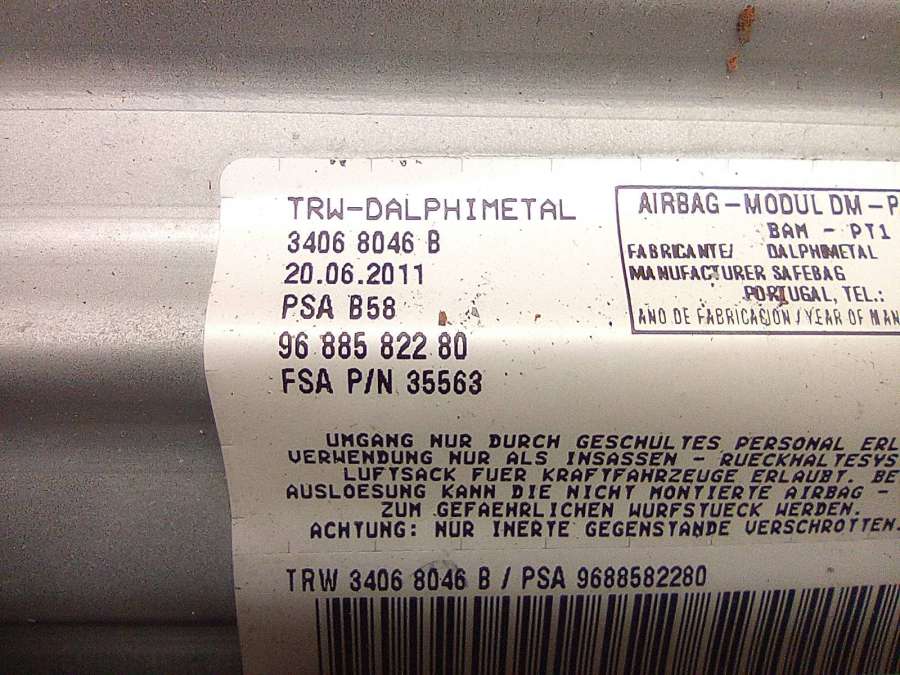 TRW-DALPHIMETAL
3406 8046 B
20.06.2011
PSA B58
96 885 822 80
FSA P/N 35563
AIRBAG-MODUL DM-P
BAM - PT1
FABRICANTE/ DALPHIMETAL
MANUFACTURER SAFEBAG
PORTUGAL, TEL.:
ANO DE FABRICACION/YEAR OF MAN
UMGANG NUR DURCH GESCHULTES PERSONAL ERL
VERWENDUNG NUR ALS INSASSEN - RUECKHALTESYS
LUFTSACK FUER KRAFTFAHRZEUGE ERLAUBT. BE
AUSLOESUNG KANN DIE NICHT MONTIERTE AIRBAG -
ZUM GEFAEHRLICHEN WURFSTUECK WERDEN.
ACHTUNG: NUR INERTE GEGENSTANDE VERSCHROTTEN.
TRW 3406 8046 B / PSA 9688582280